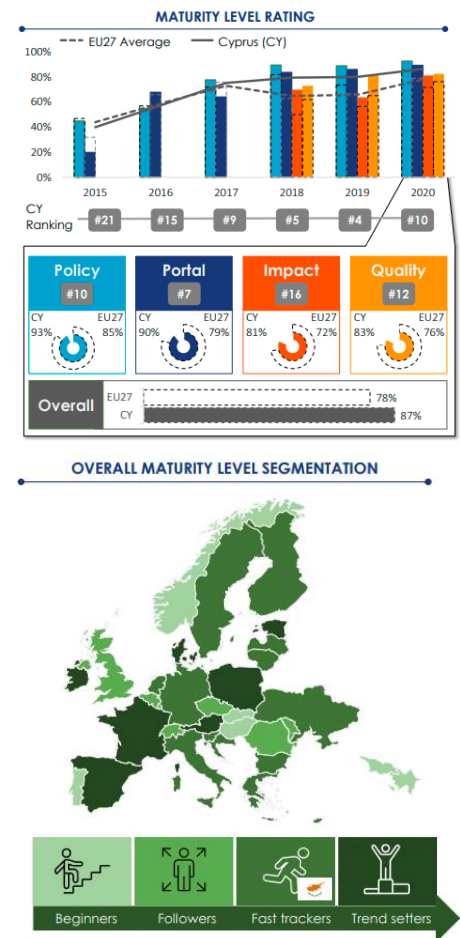 MATURITY LEVEL RATING
EU27 Average Cyprus (CY)
100%
80%
60%
40%
20%
0%
2015 2016 2017 2018 2019 2020
CY
Ranking
#21 #15 #9 #5 #4 #10
Policy Portal Impact Quality
#10 #7 #16 #12
CY EU27 CY EU27 CY EU27 CY EU27
93% 85% 90% 79% 81% 72% 83% 76%
Overall
EU27 78%
CY 87%
OVERALL MATURITY LEVEL SEGMENTATION
Beginners Followers Fast trackers Trend setters